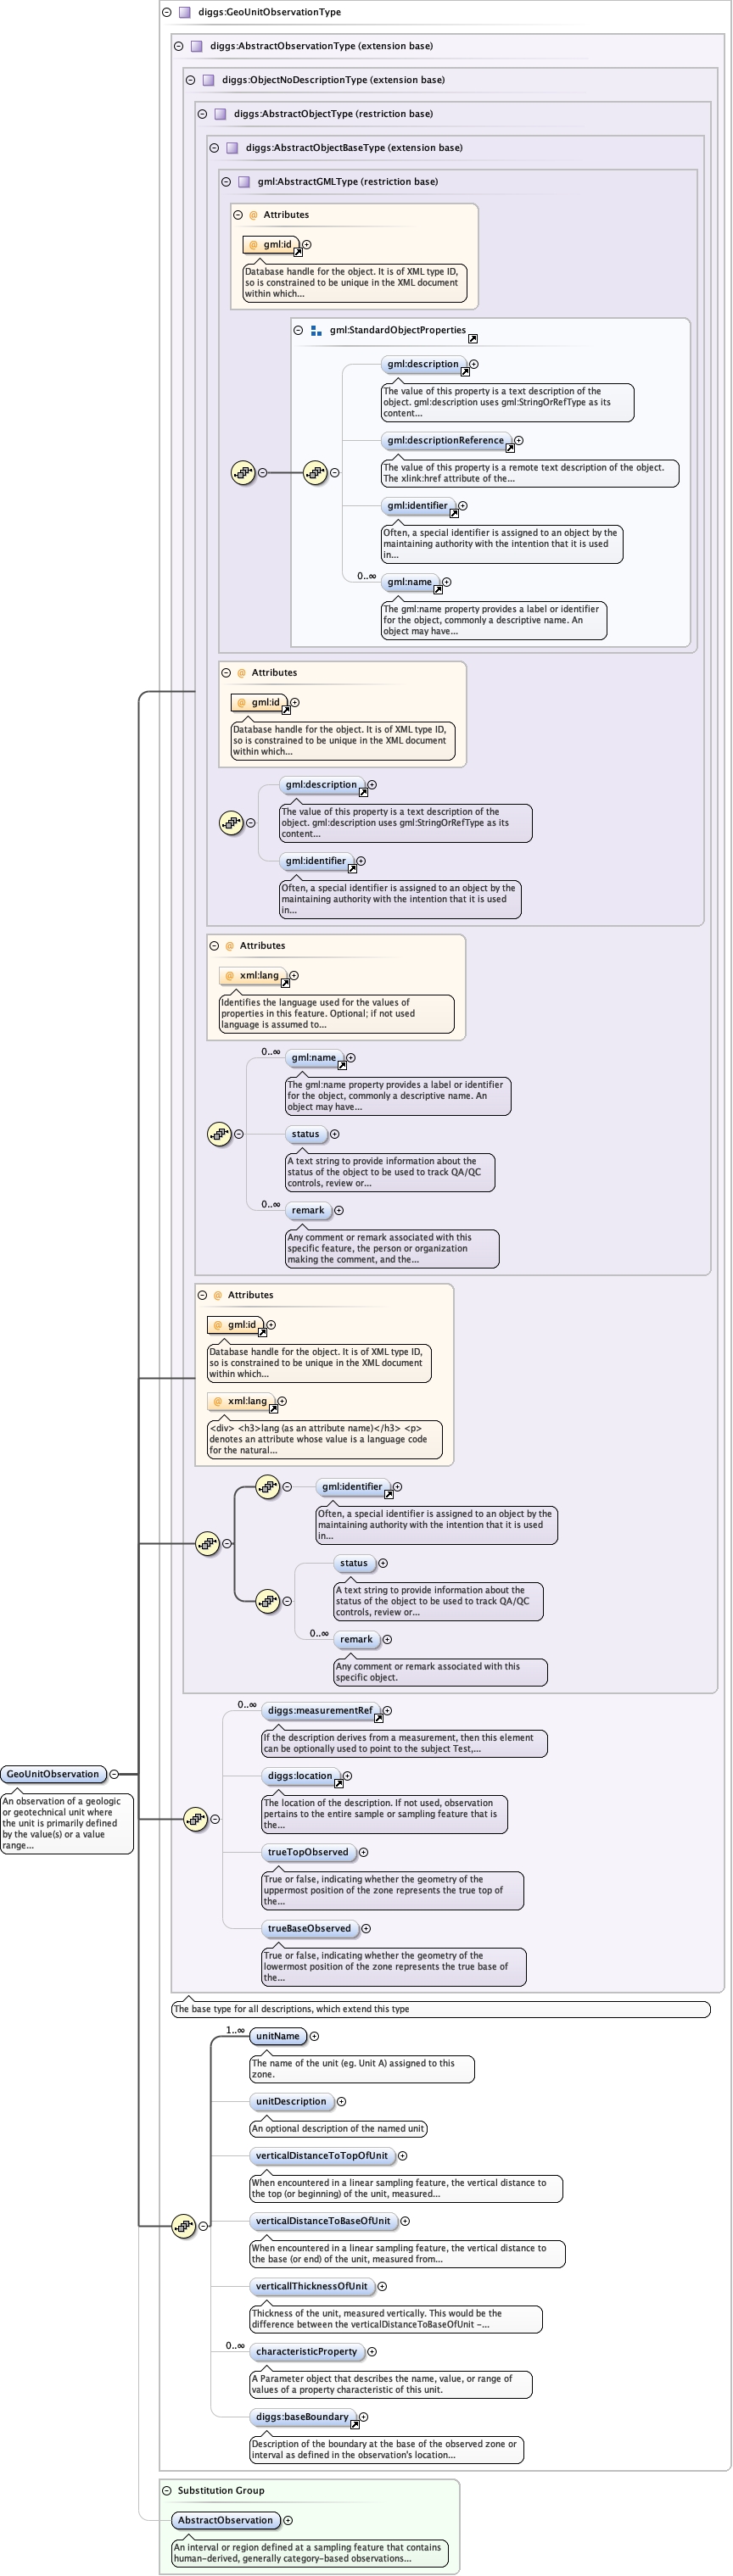 diggs:GeoUnitObservationType
diggs:AbstractObservationType (extension base)
diggs:ObjectNoDescriptionType (extension base)
diggs:AbstractObjectType (restriction base)
diggs:AbstractObjectBaseType (extension base)
gml:AbstractGMLType (restriction base)
@ Attributes
@ gml:id
Database handle for the object. It is of XML type ID,
so is constrained to be unique in the XML document
within which...
gml:StandardObjectProperties
gml:description
The value of this property is a text description of the
object. gml:description uses gml:StringOrRefType as its
content...
gml:descriptionReference
The value of this property is a remote text description of the object.
The xlink:href attribute of the...
gml:identifier
Often, a special identifier is assigned to an object by the
maintaining authority with the intention that it is used
in...
0..∞
gml:name
The gml:name property provides a label or identifier
for the object, commonly a descriptive name. An
object may have...
@ Attributes
@ gml:id
Database handle for the object. It is of XML type ID,
so is constrained to be unique in the XML document
within which...
gml:description
The value of this property is a text description of the
object. gml:description uses gml:StringOrRefType as its
content...
gml:identifier
Often, a special identifier is assigned to an object by the
maintaining authority with the intention that it is used
in...
@ Attributes
@ xml:lang
Identifies the language used for the values of
properties in this feature. Optional; if not used
language is assumed to...
0..∞
gml:name
The gml:name property provides a label or identifier
for the object, commonly a descriptive name. An
object may have...
status
A text string to provide information about the
status of the object to be used to track QA/QC
controls, review or...
0..∞
remark
Any comment or remark associated with this
specific feature, the person or organization
making the comment, and the...
@ Attributes
@ gml:id
Database handle for the object. It is of XML type ID,
so is constrained to be unique in the XML document
within which...
@ xml:lang
<div> <h3>lang (as an attribute name)</h3> <p>
denotes an attribute whose value is a language code
for the natural...
gml:identifier
Often, a special identifier is assigned to an object by the
maintaining authority with the intention that it is used
in...
status
A text string to provide information about the
status of the object to be used to track QA/QC
controls, review or...
0..∞
remark
Any comment or remark associated with this
specific object.
0..∞
diggs:measurementRef
If the description derives from a measurement, then this element
can be optionally used to point to the subject Test,...
GeoUnitObservation
An observation of a geologic
or geotechnical unit where
the unit is primarily defined
by the value(s) or a value
range...
diggs:location
The location of the description. If not used, observation
pertains to the entire sample or sampling feature that is
the...
trueTopObserved
True or false, indicating whether the geometry of the
uppermost position of the zone represents the true top of
the...
trueBaseObserved
True or false, indicating whether the geometry of the
lowermost position of the zone represents the true base of
the...
The base type for all descriptions, which extend this type
1..∞
unitName
The name of the unit (eg. Unit A) assigned to this
zone.
unitDescription
An optional description of the named unit
verticalDistanceToTopOfUnit
When encountered in a linear sampling feature, the vertical distance to
the top (or beginning) of the unit, measured...
verticalDistanceToBaseOfUnit
When encountered in a linear sampling feature, the vertical distance to
the base (or end) of the unit, measured from...
verticallThicknessOfUnit
Thickness of the unit, measured vertically. This would be the
difference between the verticalDistanceToBaseOfUnit -...
0..∞
characteristicProperty
A Parameter object that describes the name, value, or range of
values of a property characteristic of this unit.
diggs:baseBoundary
Description of the boundary at the base of the observed zone or
interval as defined in the observation's location...
Substitution Group
AbstractObservation
An interval or region defined at a sampling feature that contains
human-derived, generally category-based observations...